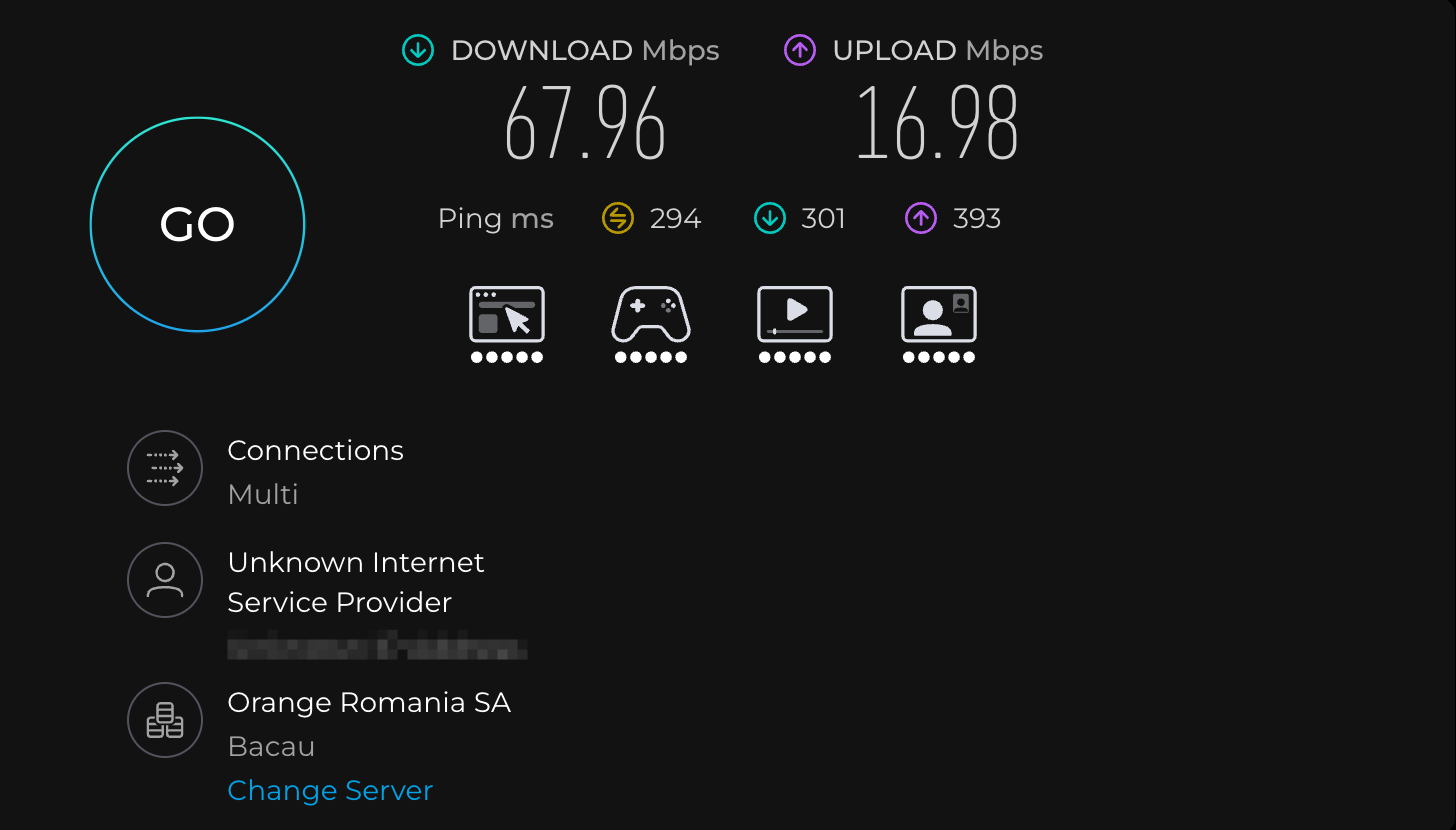 DOWNLOAD Mbps
UPLOAD Mbps
67.96
16.98
GO
Ping ms 294 301 393
Connections
Multi
Unknown Internet
Service Provider
Orange Romania SA
Bacau
Change Server